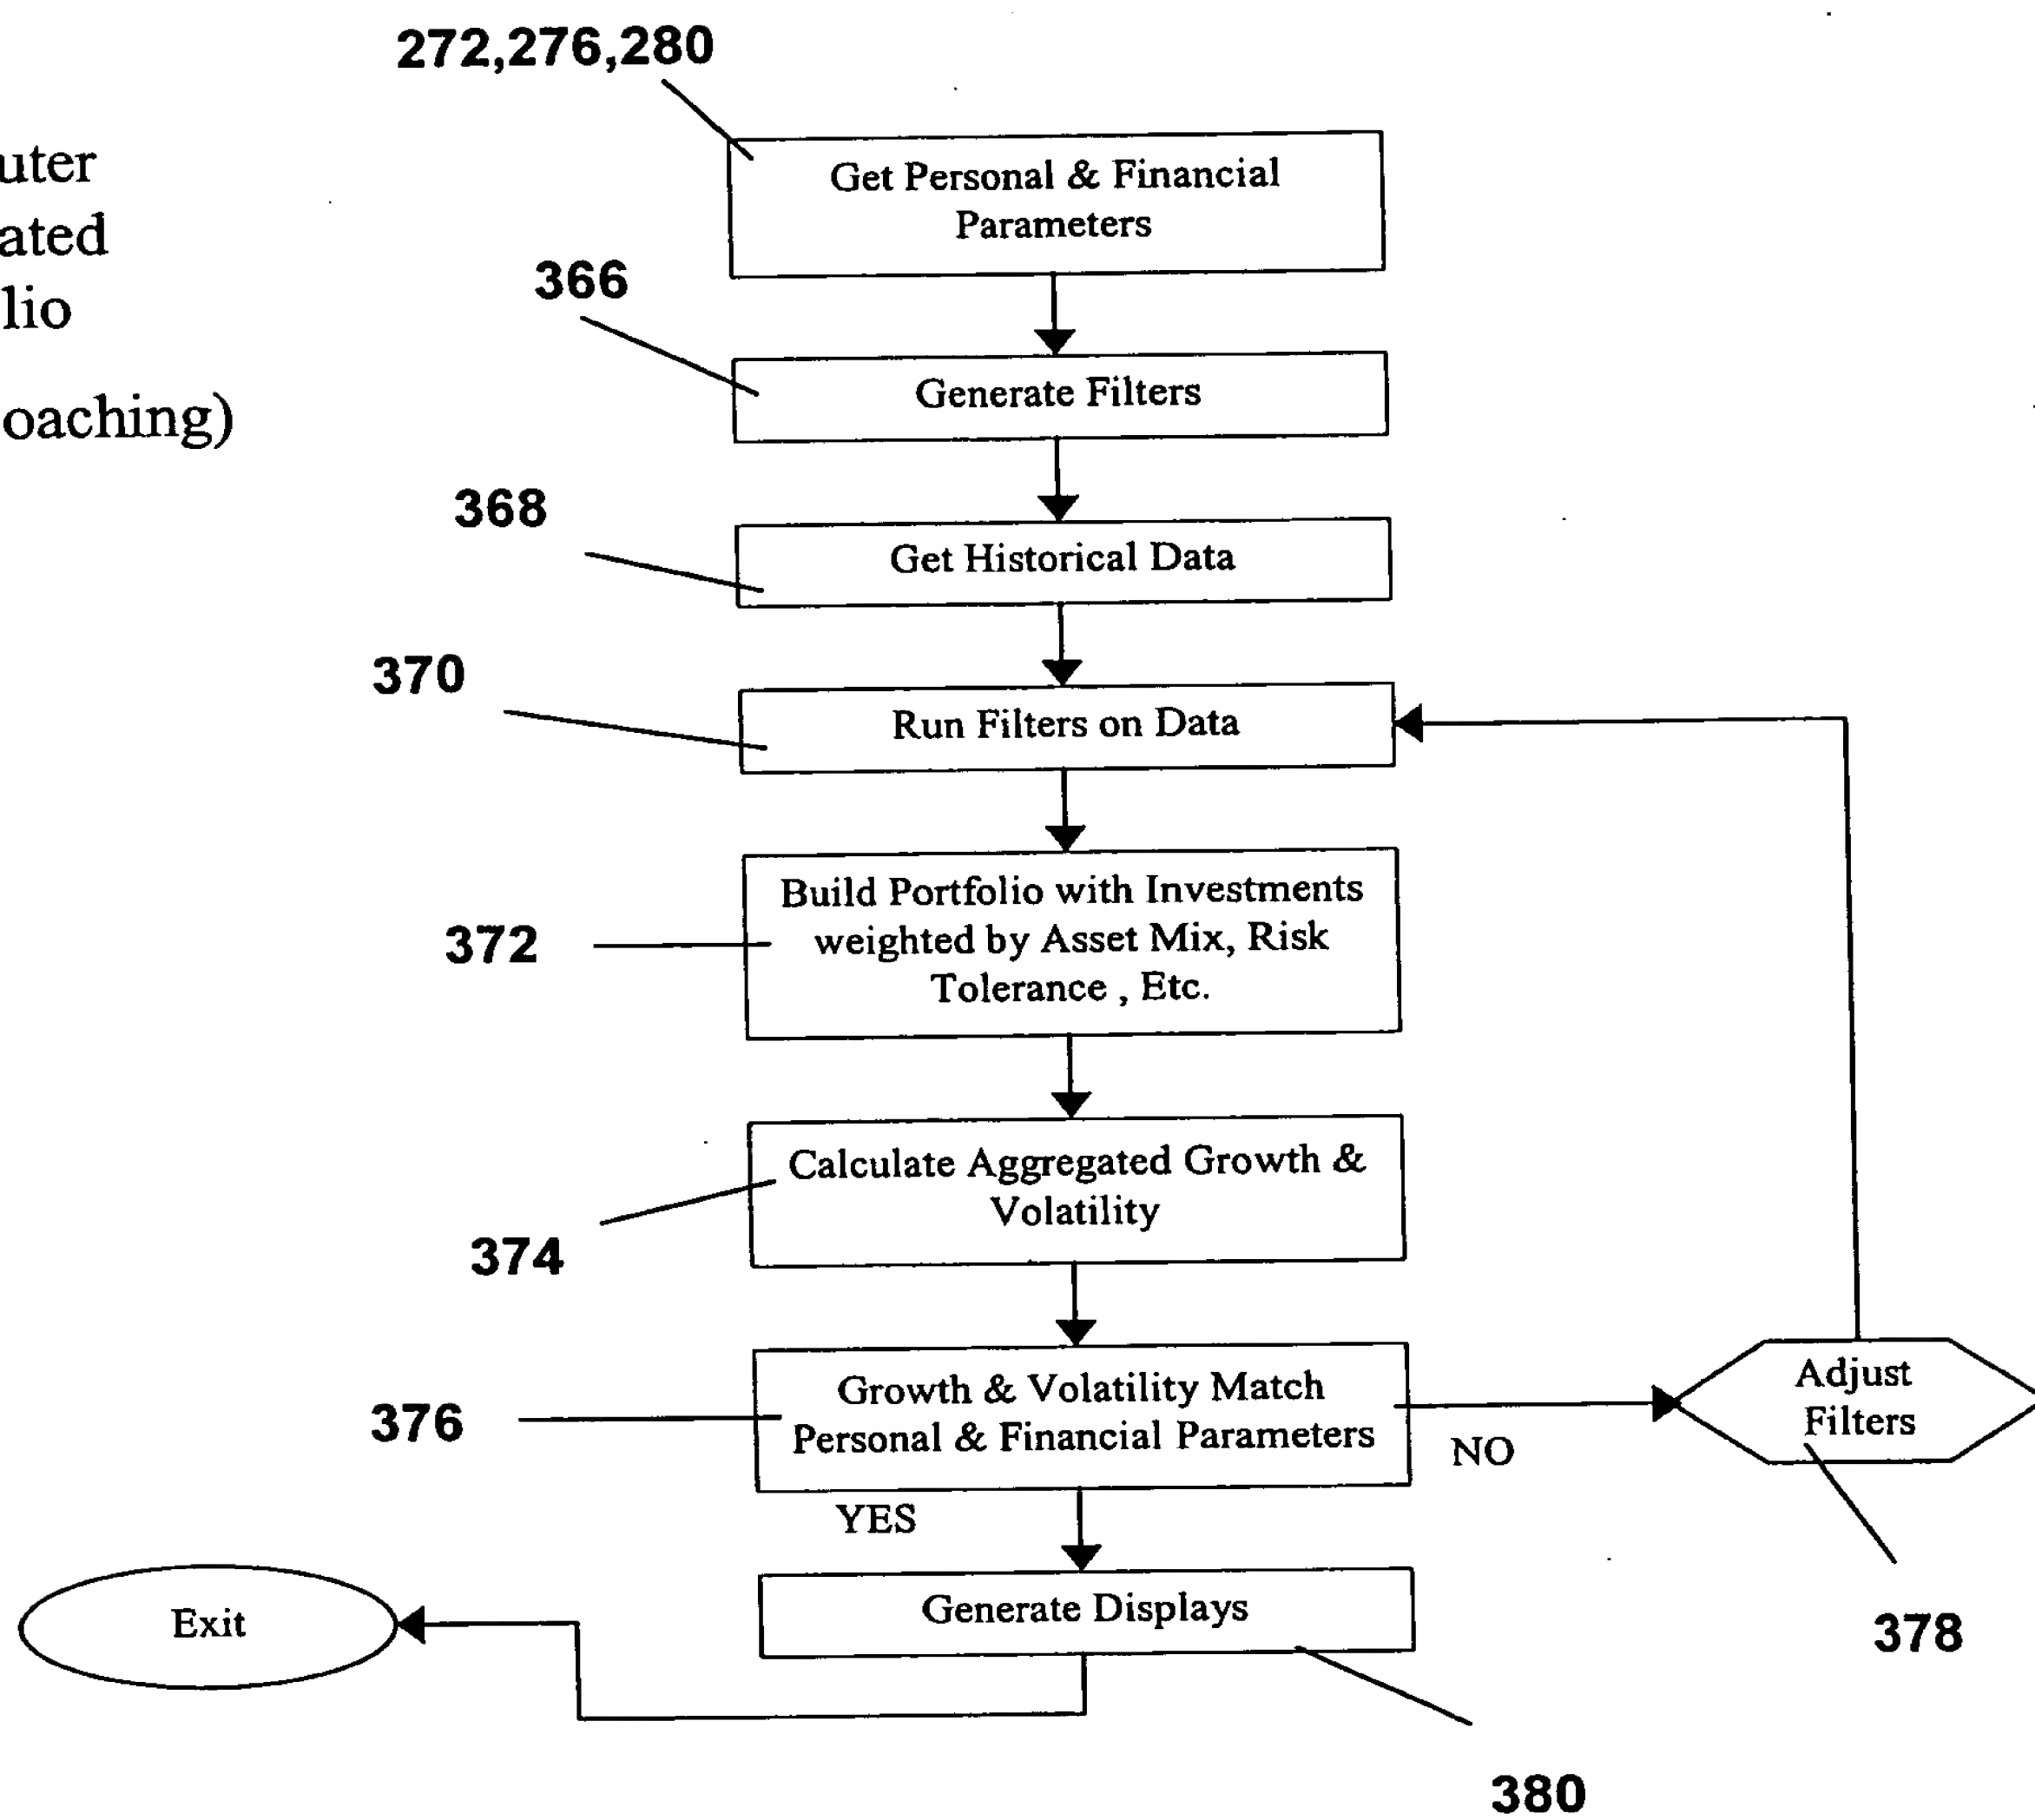 272,276,280
uter
ated
lio
oaching)
Get Personal & Financial
Parameters
366
Generate Filters
368
Get Historical Data
370
Run Filters on Data
372
Build Portfolio with Investments
weighted by Asset Mix, Risk
Tolerance , Etc.
374
Calculate Aggregated Growth &
Volatility
376
Growth & Volatility Match
Personal & Financial Parameters
NO
Adjust
Filters
378
YES
Generate Displays
380
Exit